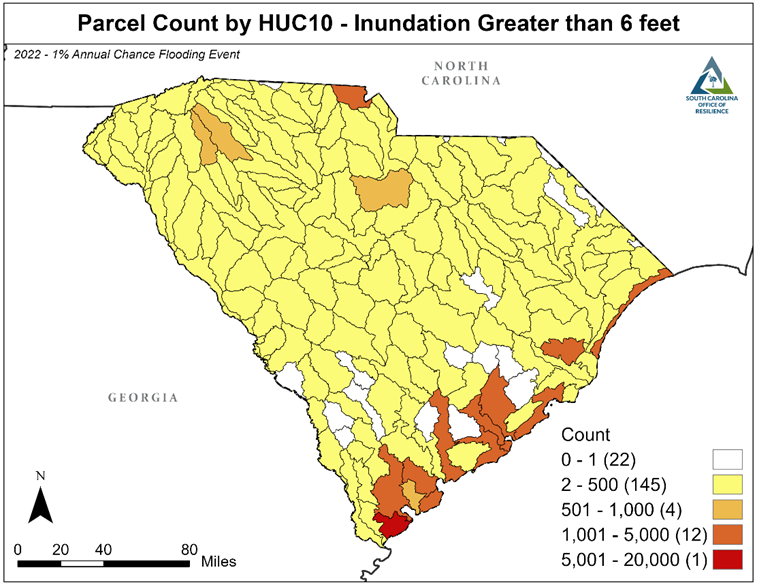 Parcel Count by HUC10 - Inundation Greater than 6 feet
2022 - 1% Annual Chance Flooding Event
NORTH
CAROLINA
SOUTH CAROLINA
OFFICE OF
RESILIENCE
GEORGIA
Count
0 - 1 (22)
2 - 500 (145)
501 - 1,000 (4)
1,001 - 5,000 (12)
5,001 - 20,000 (1)
N
0 20 40 80 Miles